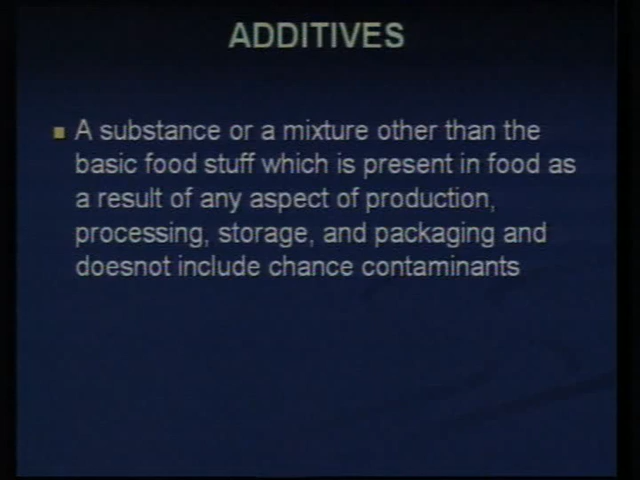 ADDITIVES
A substance or a mixture other than the
basic food stuff which is present in food as
a result of any aspect of production,
processing, storage, and packaging and
doesnot include chance contaminants